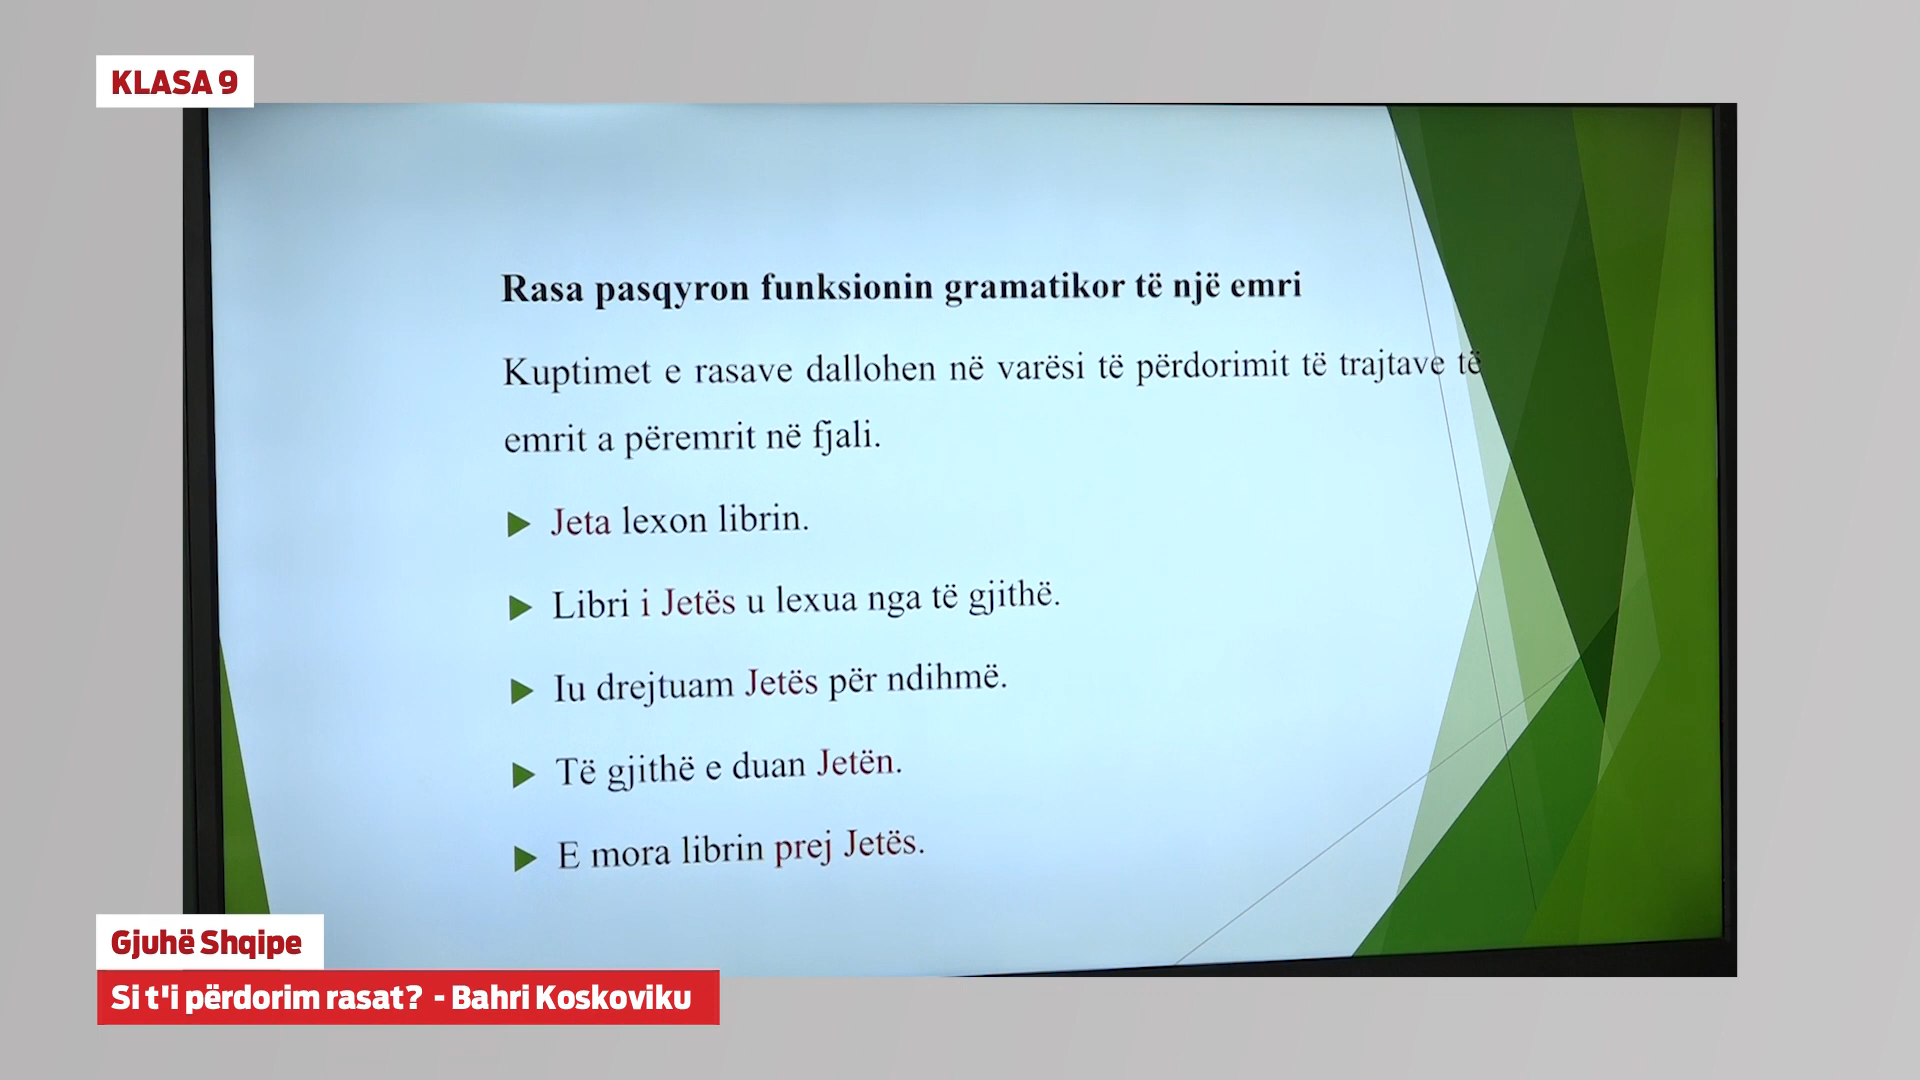 KLASA 9
Rasa pasqyron funksionin gramatikor të një emri
Kuptimet e rasave dallohen në varësi të përdorimit të trajtave të
emrit a përemrit në fjali.
Jeta lexon librin.
Libri i Jetës u lexua nga të gjithë.
Iu drejtuam Jetës për ndihmë.
Të gjithë e duan Jetën.
E mora librin prej Jetës.
Gjuhë Shqipe
Si t'i përdorim rasat? - Bahri Koskoviku